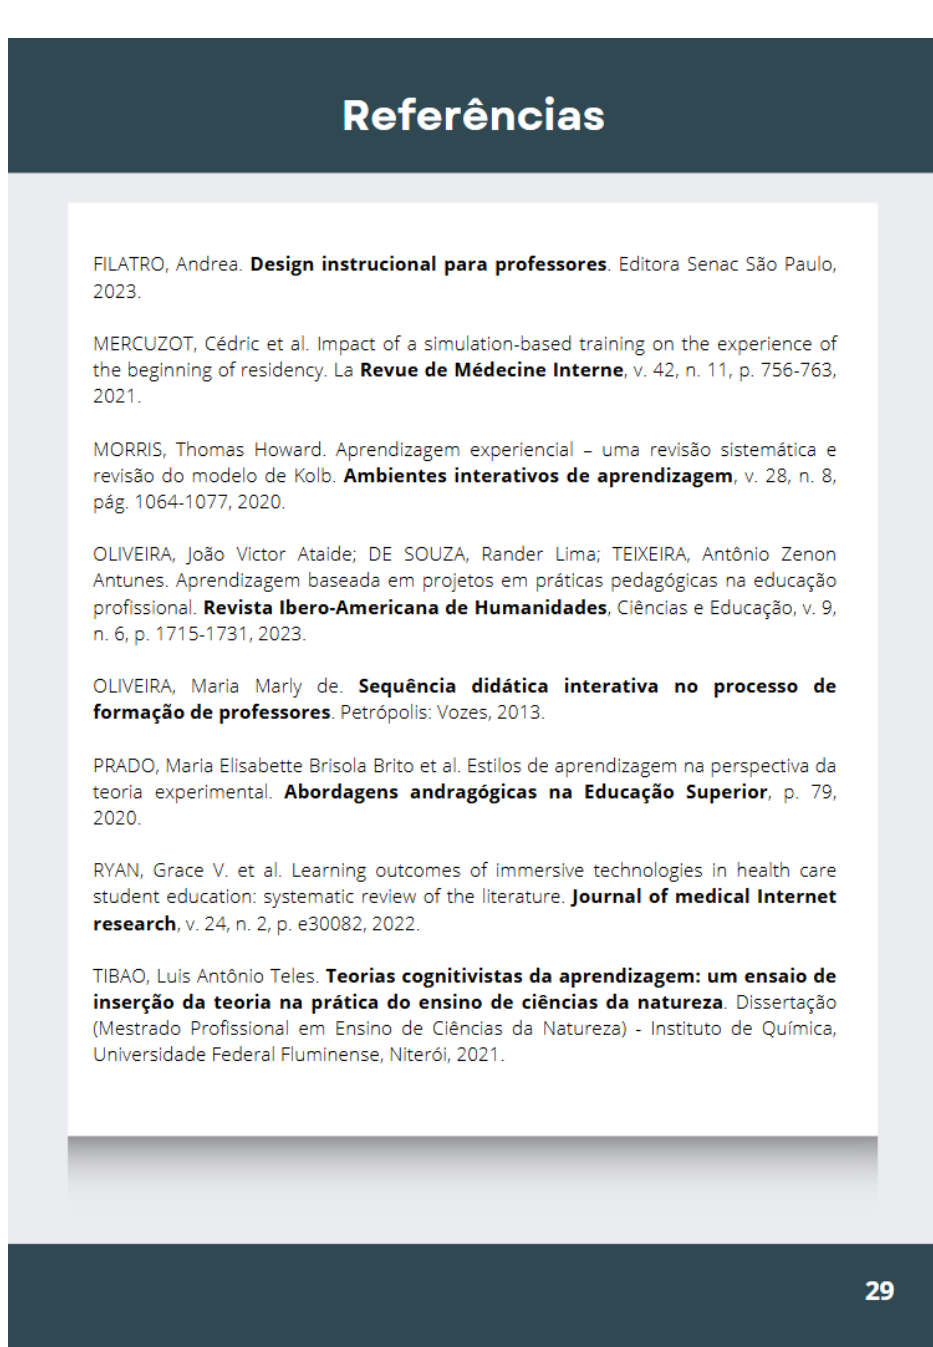 Referências
FILATRO, Andrea. Design instrucional para professores. Editora Senac São Paulo,
2023.
MERCUZOT, Cédric et al. Impact of a simulation-based training on the experience of
the beginning of residency. La Revue de Médecine Interne, v. 42, n. 11, p. 756-763,
2021.
MORRIS, Thomas Howard. Aprendizagem experiencial – uma revisão sistemática e
revisão do modelo de Kolb. Ambientes interativos de aprendizagem, v. 28, n. 8,
pág. 1064-1077, 2020.
OLIVEIRA, João Victor Ataide; DE SOUZA, Rander Lima; TEIXEIRA, Antônio Zenon
Antunes. Aprendizagem baseada em projetos em práticas pedagógicas na educação
profissional. Revista Ibero-Americana de Humanidades, Ciências e Educação, v. 9,
n. 6, p. 1715-1731, 2023.
OLIVEIRA, Maria Marly de. Sequência didática interativa no processo de
formação de professores. Petrópolis: Vozes, 2013.
PRADO, Maria Elisabette Brisola Brito et al. Estilos de aprendizagem na perspectiva da
teoria experimental. Abordagens andragógicas na Educação Superior, p. 79,
2020.
RYAN, Grace V. et al. Learning outcomes of immersive technologies in health care
student education: systematic review of the literature. Journal of medical Internet
research, v. 24, n. 2, p. e30082, 2022.
TIBAO, Luis Antônio Teles. Teorias cognitivistas da aprendizagem: um ensaio de
inserção da teoria na prática do ensino de ciências da natureza. Dissertação
(Mestrado Profissional em Ensino de Ciências da Natureza) - Instituto de Química,
Universidade Federal Fluminense, Niterói, 2021.
29